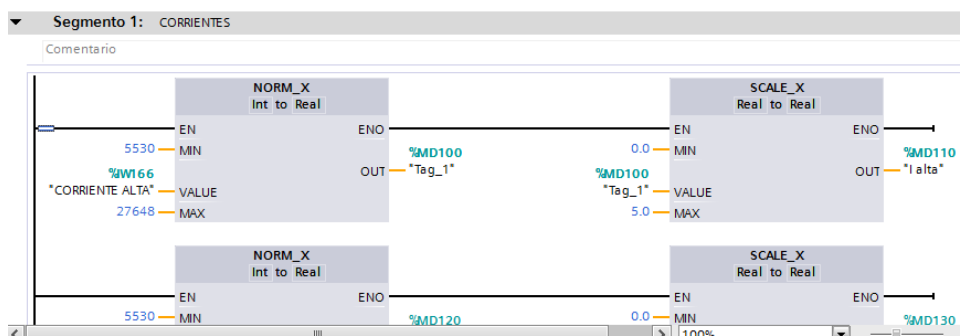 Segmento 1: CORRIENTES
Comentario
NORM_X
Int to Real
EN
ENO
5530
MIN
%IW166
"CORRIENTE ALTA"
VALUE
27648
MAX
OUT
%MD100
"Tag_1"
SCALE_X
Real to Real
EN
ENO
0.0
MIN
%MD100
"Tag_1"
VALUE
5.0
MAX
OUT
%MD110
"I alta"
NORM_X
Int to Real
EN
ENO
5530
MIN
%MD120
SCALE_X
Real to Real
EN
ENO
0.0
MIN
%MD130
100%